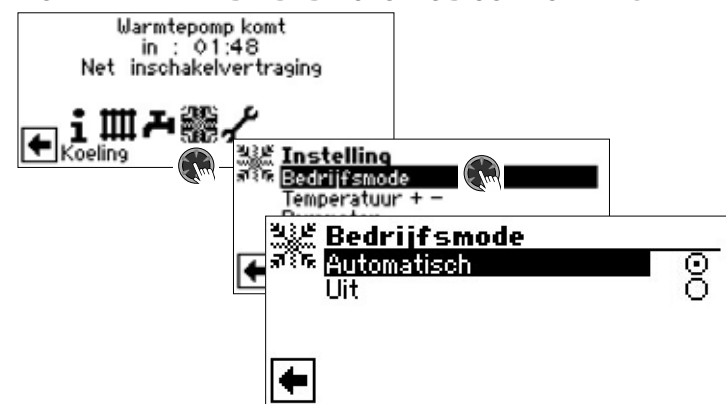 Warmtepomp komt
in : 01:48
Net inschakelvertraging
Koeling
Instelling
Bedrijfsmode
Temperatuur + -
Bedrijfsmode
Automatisch
Uit